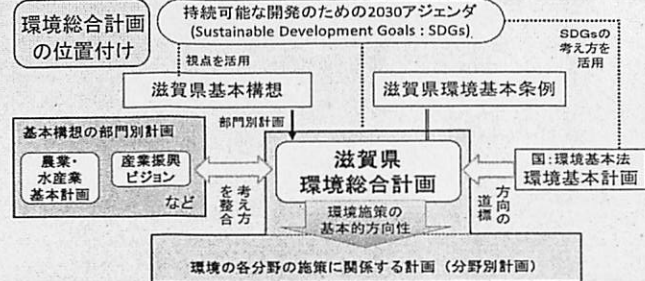 環境総合計画
の位置付け
持続可能な開発のための2030アジェンダ
(Sustainable Development Goals : SDGs)
SDGsの
考え方を
活用
視点を活用
滋賀県基本構想
滋賀県環境基本条例
部門別計画
基本構想の部門別計画
農業・
水産業
基本計画
産業振興
ビジョン
など
考え方
を整合
滋賀県
環境総合計画
方向の
道標
国:環境基本法
環境基本計画
環境施策の
基本的方向性
環境の各分野の施策に関係する計画(分野別計画)